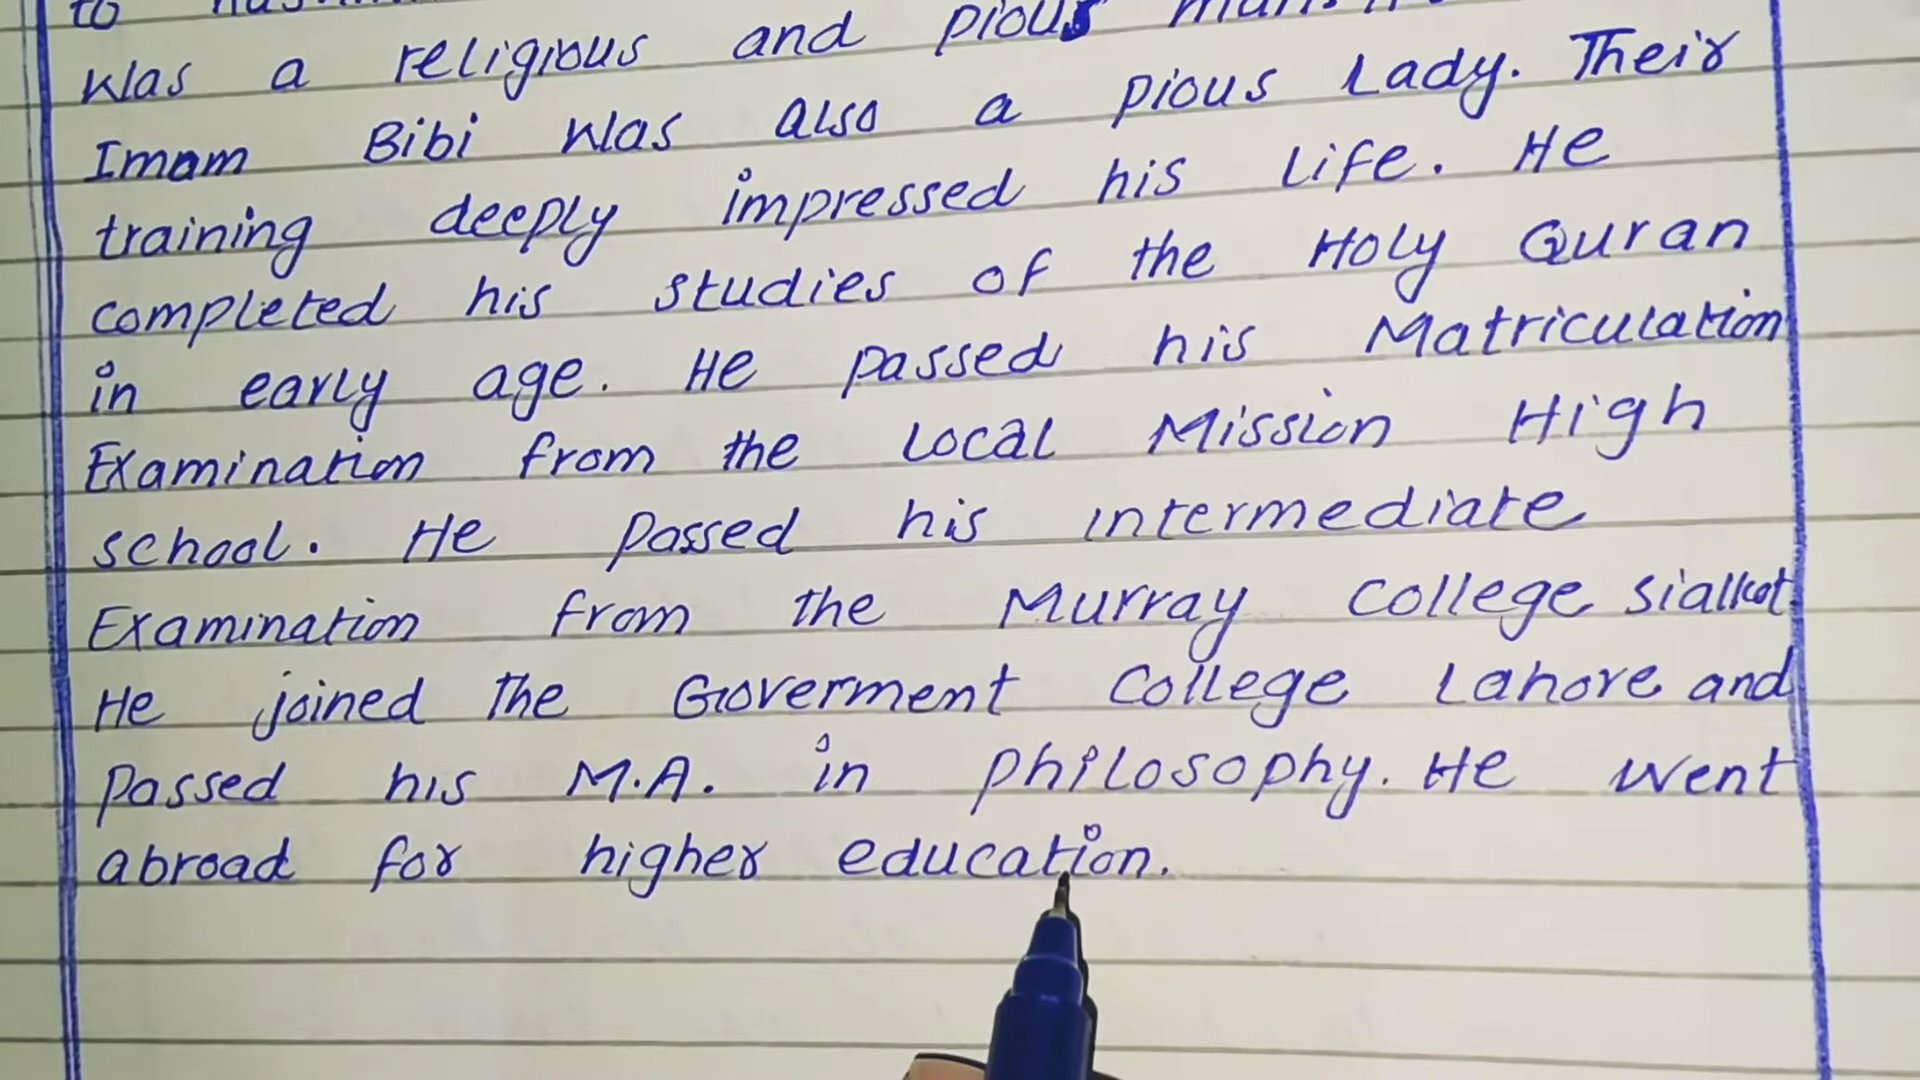 to
was a religious and pious
Imam Bibi was also a pious Lady. Their
training deeply impressed his life. He
completed his studies of the Holy Quran
in early age. He passed his Matriculation
Examination from the Local Mission High
school. He passed his intermediate
Examination from the Murray College Sialkot
He joined the Goverment College Lahore and
passed his M.A. in philosophy. He went
abroad for higher education.